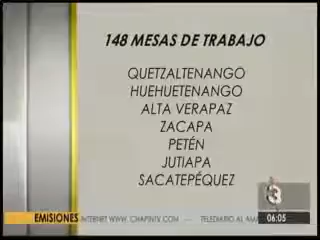 148 MESAS DE TRABAJO
QUETZALTENANGO
HUEHUETENANGO
ALTA VERAPAZ
ZACAPA
PETÉN
JUTIAPA
SACATEPÉQUEZ
3
EMISIONES INTERNET WWW. CHAPINTV.COM --- TELEDIARIO AL 06:05